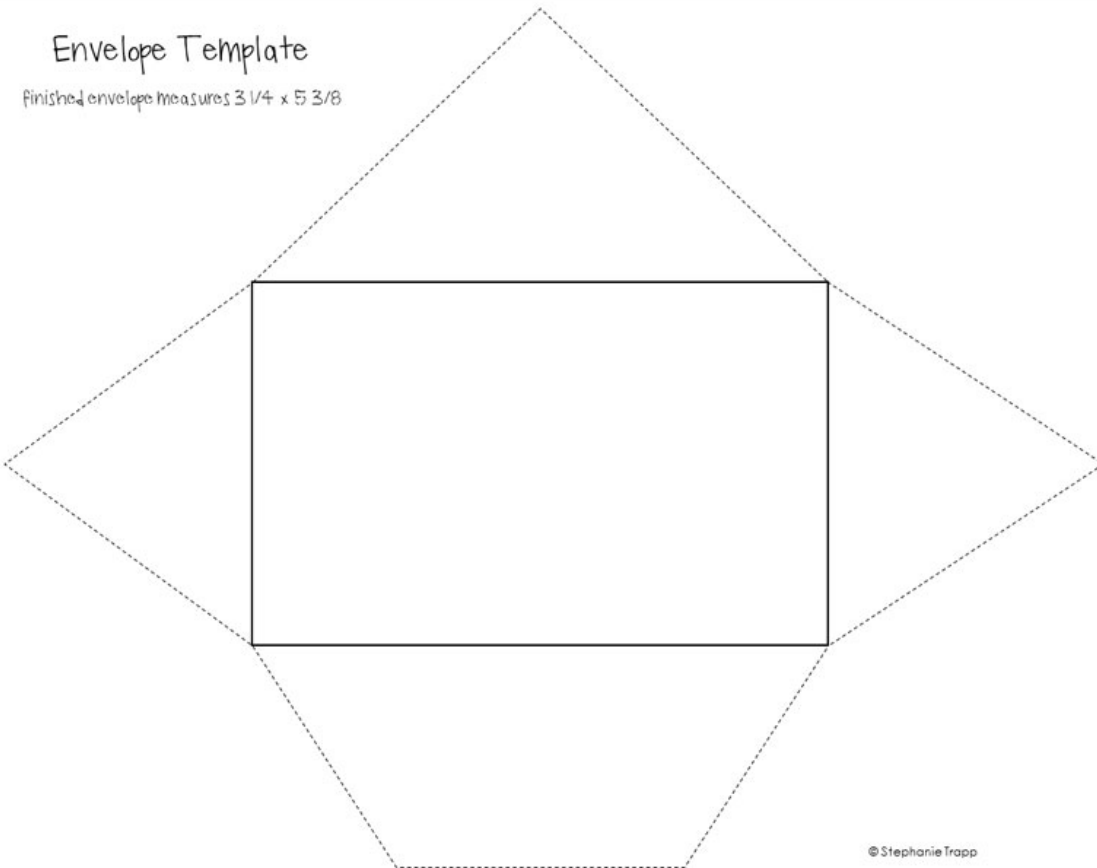 Envelope Template
finished envelope measures 3 1/4 x 5 3/8
© Stephanie Trapp